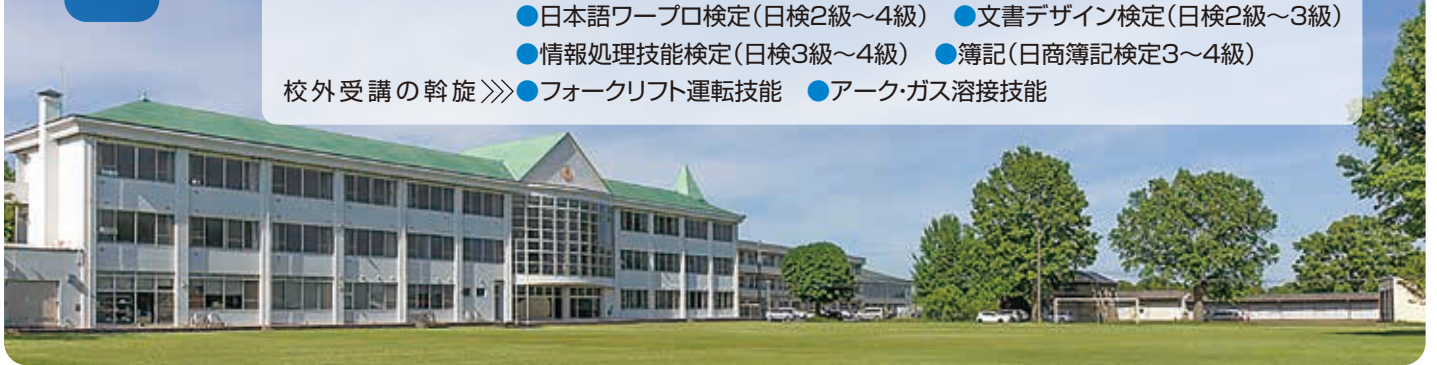 ●日本語ワープロ検定(日検2級～4級) ●文書デザイン検定(日検2級～3級)
●情報処理技能検定(日検3級～4級) ●簿記(日商簿記検定3～4級)
校外受講の斡旋》》●フォークリフト運転技能 ●アーク・ガス溶接技能